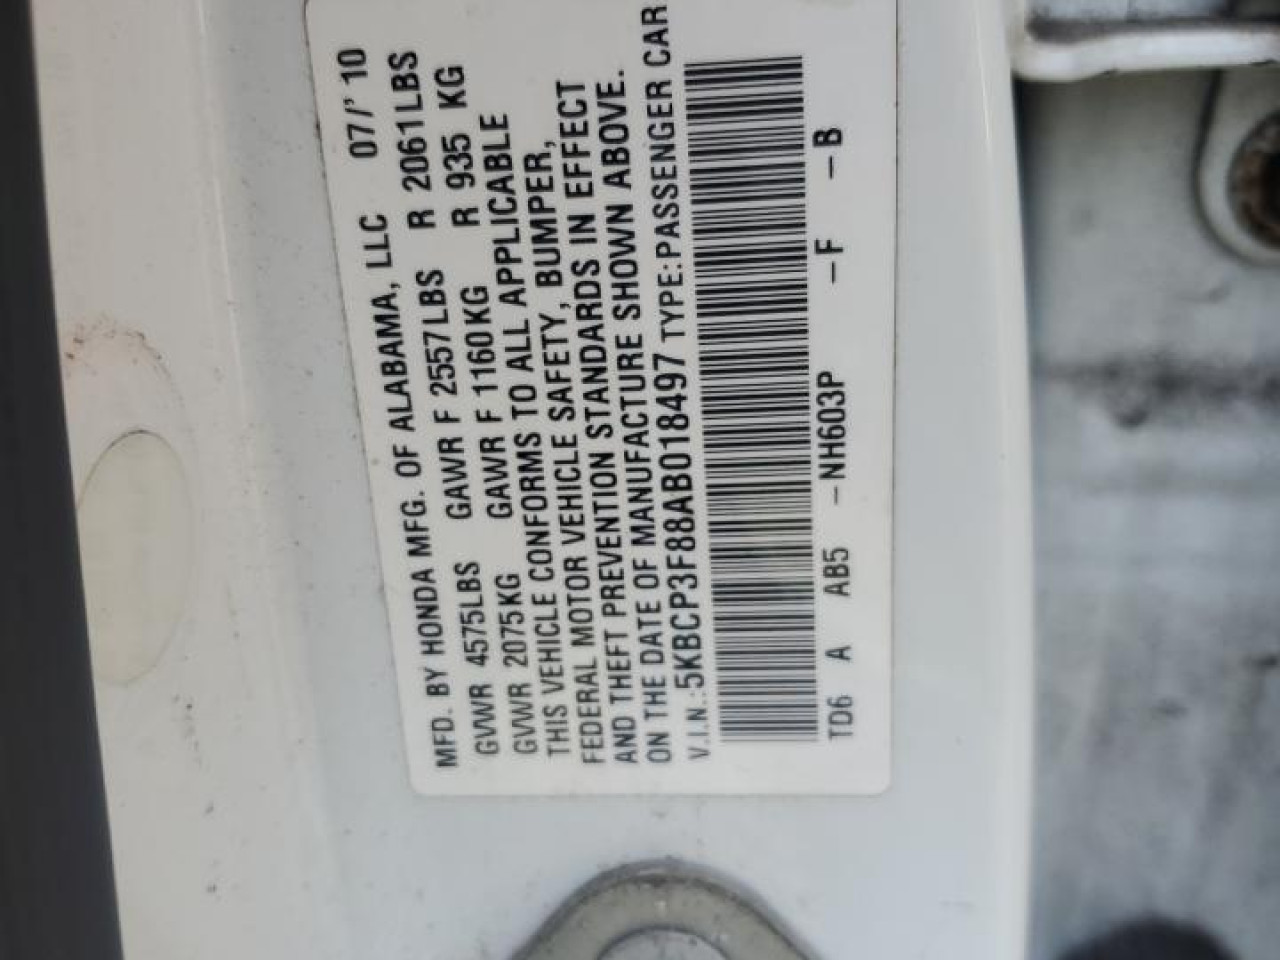 MFD. BY HONDA MFG. OF ALABAMA, LLC 07/'10
GVWR 4575LBS GAWR F 2557LBS R 2061LBS
GVWR 2075KG GAWR F 1160KG R 935 KG
THIS VEHICLE CONFORMS TO ALL APPLICABLE
FEDERAL MOTOR VEHICLE SAFETY, BUMPER,
AND THEFT PREVENTION STANDARDS IN EFFECT
ON THE DATE OF MANUFACTURE SHOWN ABOVE.
V.I.N.:5KBCP3F88AB018497 TYPE:PASSENGER CAR
TD6 A AB5 -NH603P -F -B